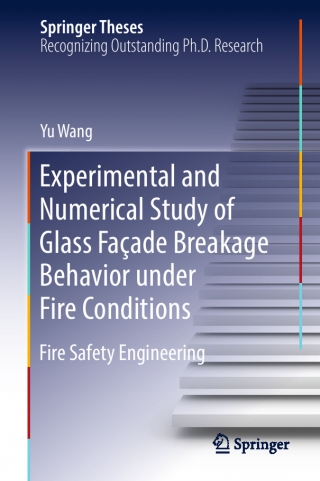 Springer Theses
Recognizing Outstanding Ph.D. Research
Yu Wang
Experimental and
Numerical Study of
Glass Façade Breakage
Behavior under
Fire Conditions
Fire Safety Engineering
Springer